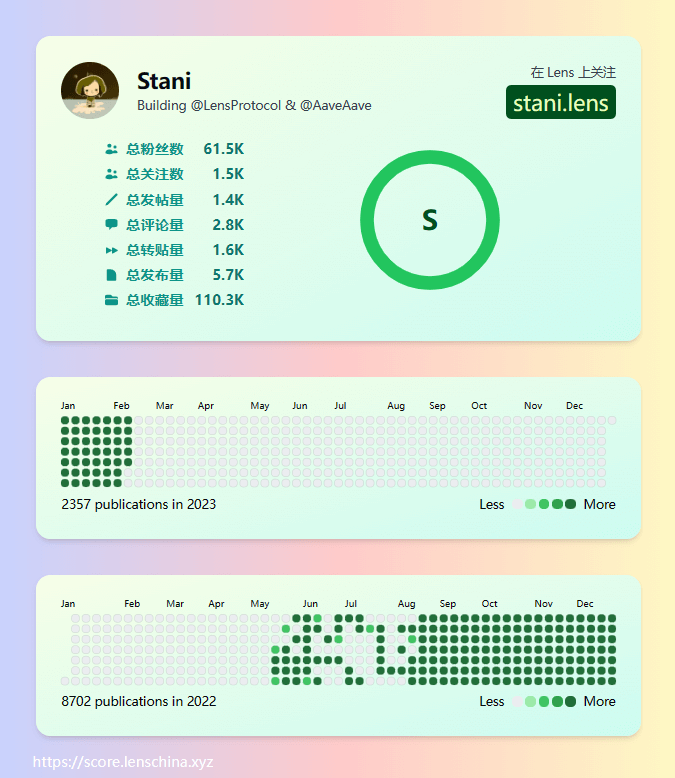 Stani
Building @LensProtocol & @AaveAave
在 Lens 上关注
stani.lens
总粉丝数 61.5K
总关注数 1.5K
总发帖量 1.4K
总评论量 2.8K
总转贴量 1.6K
总发布量 5.7K
总收藏量 110.3K
S
Jan Feb Mar Apr May Jun Jul Aug Sep Oct Nov Dec
2357 publications in 2023
Less More
Jan Feb Mar Apr May Jun Jul Aug Sep Oct Nov Dec
8702 publications in 2022
Less More
https://score.lenschina.xyz